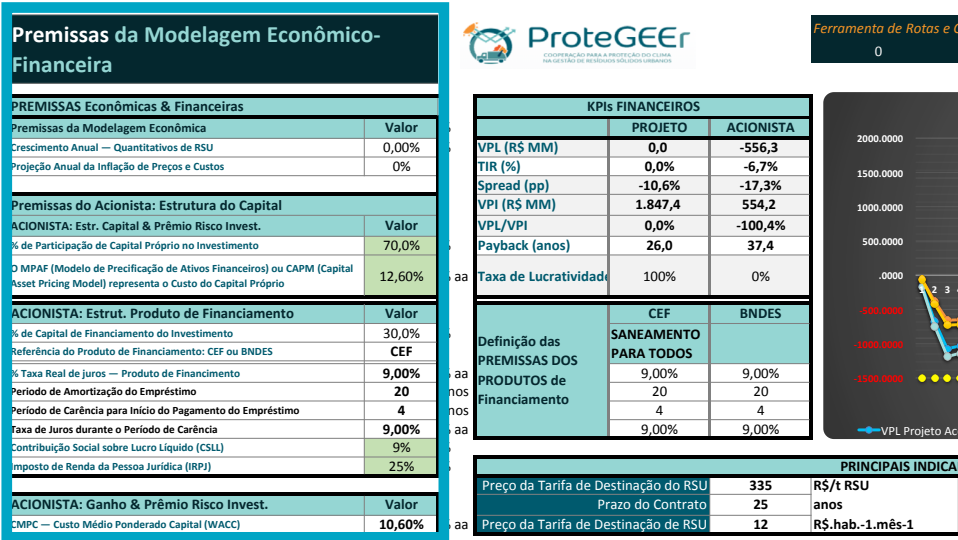 Premissas da Modelagem Econômico-
Financeira
PREMISSAS Econômicas & Financeiras
Premissas da Modelagem Econômica Valor
Crescimento Anual — Quantitativos de RSU 0,00%
Projeção Anual da Inflação de Preços e Custos 0%
Premissas do Acionista: Estrutura do Capital
ACIONISTA: Estr. Capital & Prêmio Risco Invest. Valor
% de Participação de Capital Próprio no Investimento 70,0%
O MPAF (Modelo de Precificação de Ativos Financeiros) ou CAPM (Capital
Asset Pricing Model) representa o Custo do Capital Próprio 12,60% aa
ACIONISTA: Estrut. Produto de Financiamento Valor
% de Capital de Financiamento do Investimento 30,0%
Referência do Produto de Financiamento: CEF ou BNDES CEF
% Taxa Real de juros — Produto de Financimento 9,00% aa
Periodo de Amortização do Empréstimo 20 nos
Período de Carência para Início do Pagamento do Empréstimo 4 nos
Taxa de Juros durante o Período de Carência 9,00% aa
Contribuição Social sobre Lucro Líquido (CSLL) 9%
Imposto de Renda da Pessoa Jurídica (IRPJ) 25%
ACIONISTA: Ganho & Prêmio Risco Invest. Valor
CMPC — Custo Médio Ponderado Capital (WACC) 10,60% aa
ProteGEEr
COOPERAÇÃO PARA A PROTEÇÃO DO CLIMA
NA GESTÃO DE RESÍDUOS SÓLIDOS URBANOS
Ferramenta de Rotas e C
0
KPIs FINANCEIROS
PROJETO ACIONISTA
VPL (R$ MM) 0,0 -556,3
TIR (%) 0,0% -6,7%
Spread (pp) -10,6% -17,3%
VPI (R$ MM) 1.847,4 554,2
VPL/VPI 0,0% -100,4%
Payback (anos) 26,0 37,4
Taxa de Lucratividade 100% 0%
CEF BNDES
Definição das
PREMISSAS DOS
PRODUTOS de
Financiamento
SANEAMENTO
PARA TODOS
9,00% 9,00%
20 20
4 4
9,00% 9,00%
2000.0000
1500.0000
1000.0000
500.0000
.0000
-500.0000
-1000.0000
-1500.0000
1 2 3
VPL Projeto Ac
PRINCIPAIS INDICA
Preço da Tarifa de Destinação do RSU 335 R$/t RSU
Prazo do Contrato 25 anos
Preço da Tarifa de Destinação de RSU 12 R$.hab.-1.mês-1